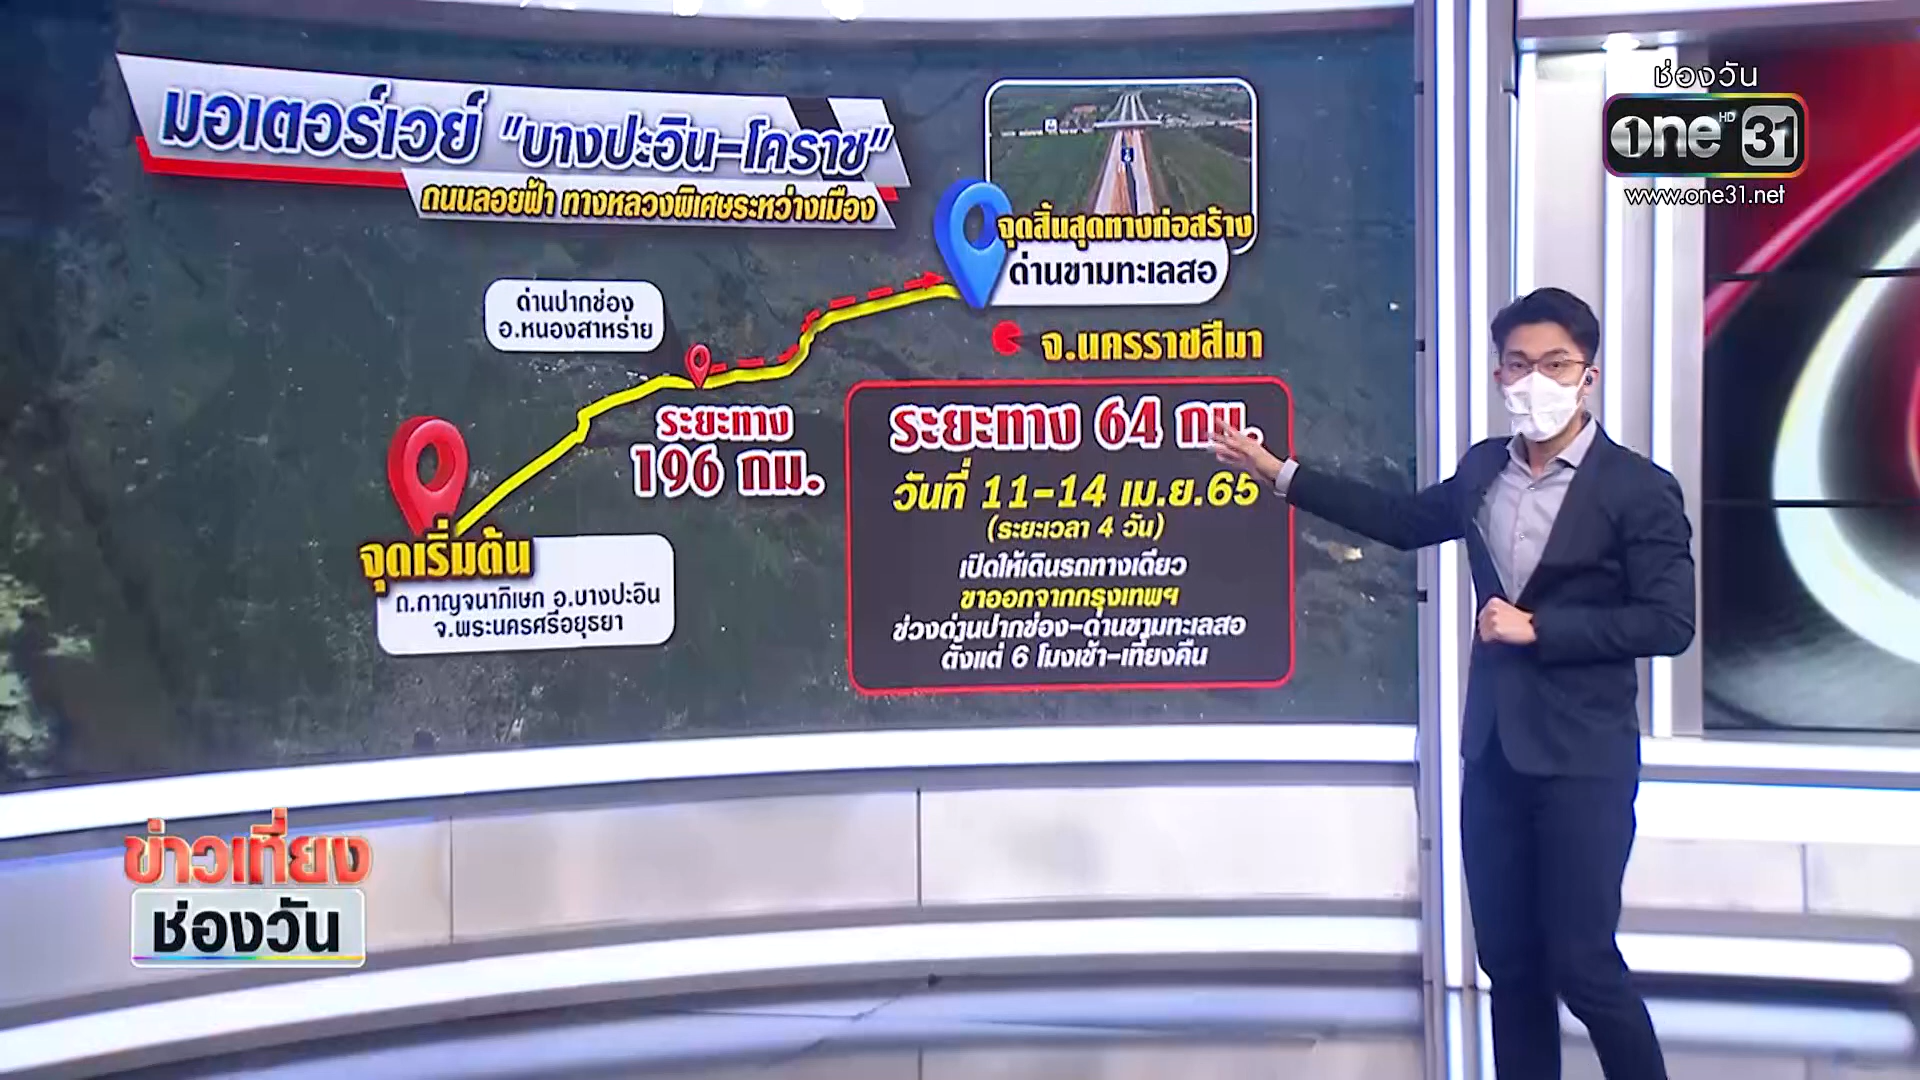 มอเตอร์เวย์ "บางปะอิน-โคราช"
ถนนลอยฟ้า ทางหลวงพิเศษระหว่างเมือง
จุดสิ้นสุดทางก่อสร้าง
ด่านขามทะเลสอ
ด่านปากช่อง
อ.หนองสาหร่าย
จ.นครราชสีมา
ระยะทาง
196 กม.
จุดเริ่มต้น
ถ.กาญจนาภิเษก อ.บางปะอิน
จ.พระนครศรีอยุธยา
ระยะทาง 64 กม.
วันที่ 11-14 เม.ย.65
(ระยะเวลา 4 วัน)
เปิดให้เดินรถทางเดียว
ขาออกจากกรุงเทพฯ
ช่วงด่านปากช่อง-ด่านขามทะเลสอ
ตั้งแต่ 6 โมงเช้า-เที่ยงคืน
ช่องวัน
one HD 31
www.one31.net
ข่าวเที่ยง
ช่องวัน